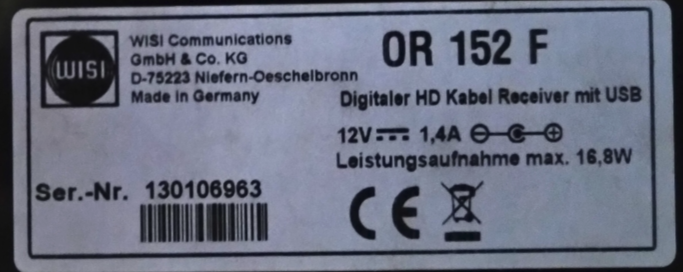 WISI
WISI Communications
GmbH & Co. KG
D-75223 Niefern-Oeschelbronn
Made in Germany
OR 152 F
Digitaler HD Kabel Receiver mit USB
12V 1,4A
Leistungsaufnahme max. 16,8W
Ser.-Nr. 130106963
CE